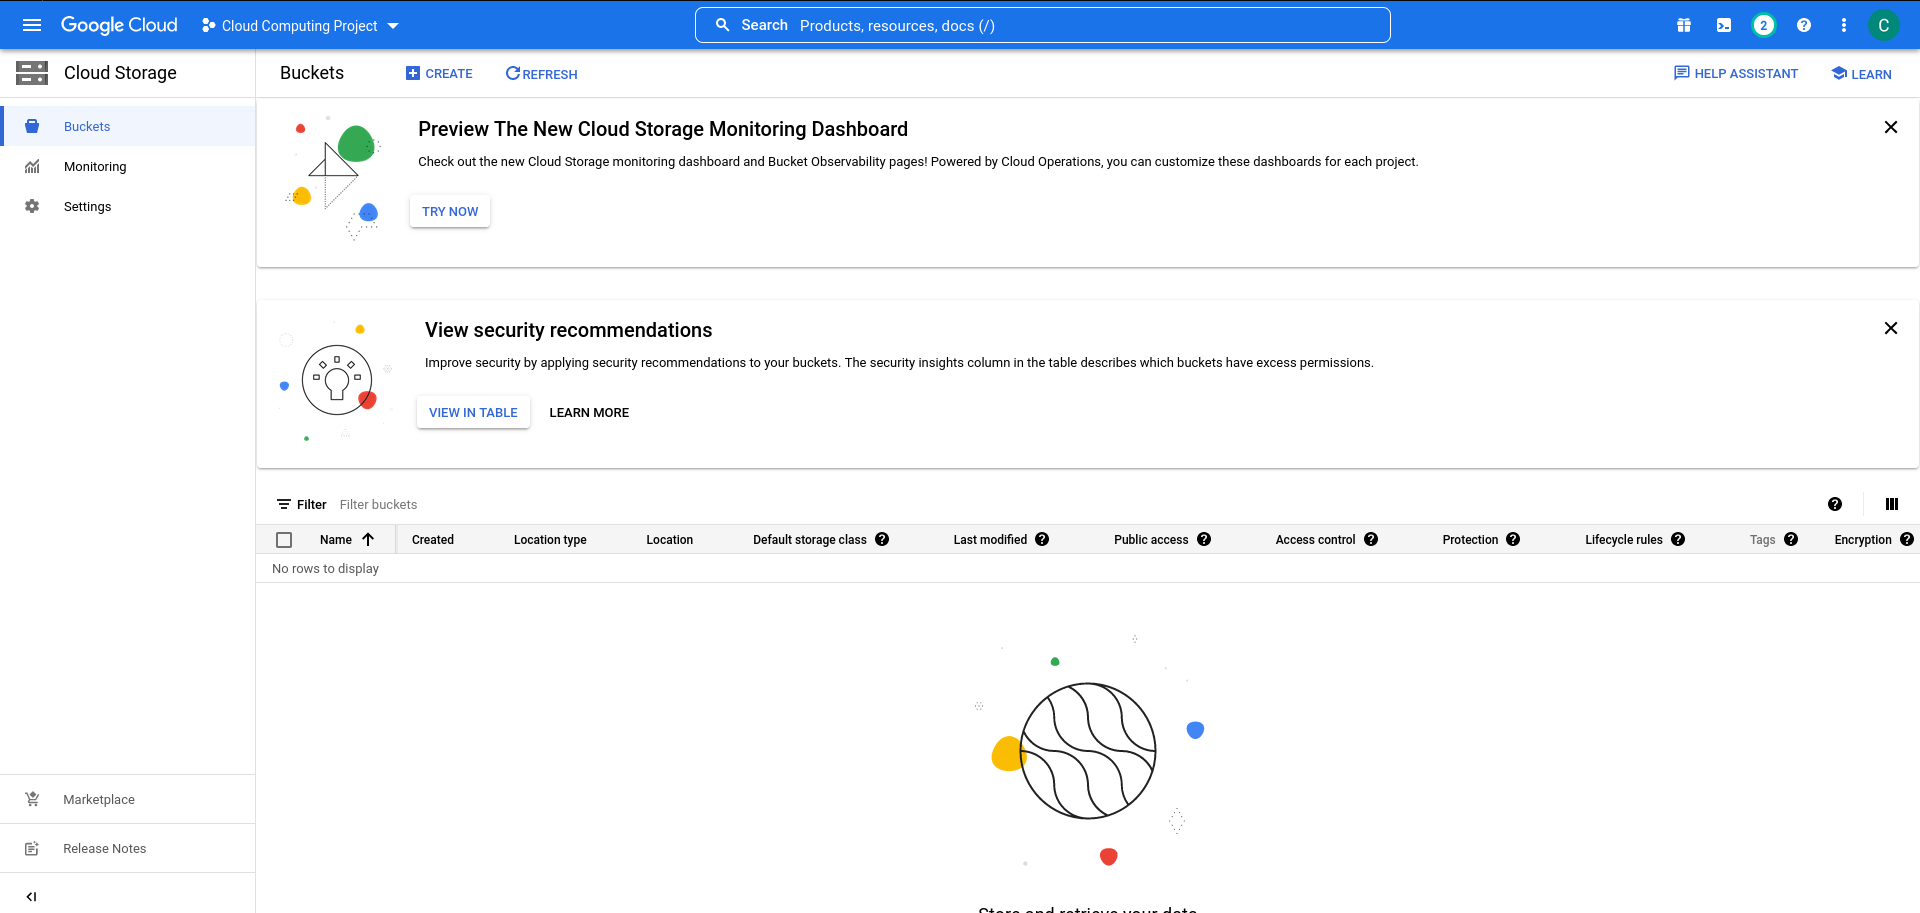 Google Cloud
Cloud Computing Project
Search Products, resources, docs (/)
2
C
Cloud Storage
Buckets
Monitoring
Settings
Marketplace
Release Notes
Buckets
CREATE
REFRESH
HELP ASSISTANT
LEARN
Preview The New Cloud Storage Monitoring Dashboard
Check out the new Cloud Storage monitoring dashboard and Bucket Observability pages! Powered by Cloud Operations, you can customize these dashboards for each project.
TRY NOW
View security recommendations
Improve security by applying security recommendations to your buckets. The security insights column in the table describes which buckets have excess permissions.
VIEW IN TABLE LEARN MORE
Filter Filter buckets
Name Created Location type Location Default storage class Last modified Public access Access control Protection Lifecycle rules Tags Encryption
No rows to display
Store and retrieve your data